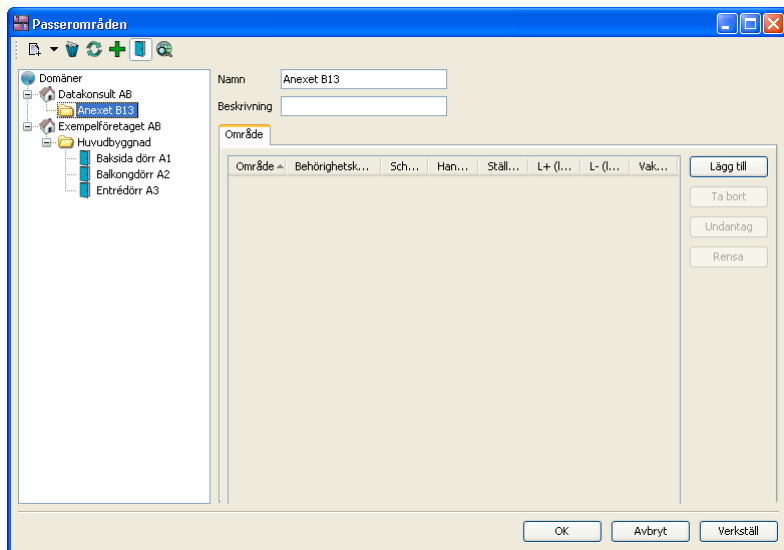 Passerområden
Domäner
Datakonsult AB
Anexet B13
Exempelföretaget AB
Huvudbyggnad
Baksida dörr A1
Balkongdörr A2
Entrédörr A3
Namn Anexet B13
Beskrivning
Område
Område Behörighetsk... Sch... Han... Ställ... L+ (l... L- (l... Vak...
Lägg till
Ta bort
Undantag
Rensa
OK Avbryt Verkställ